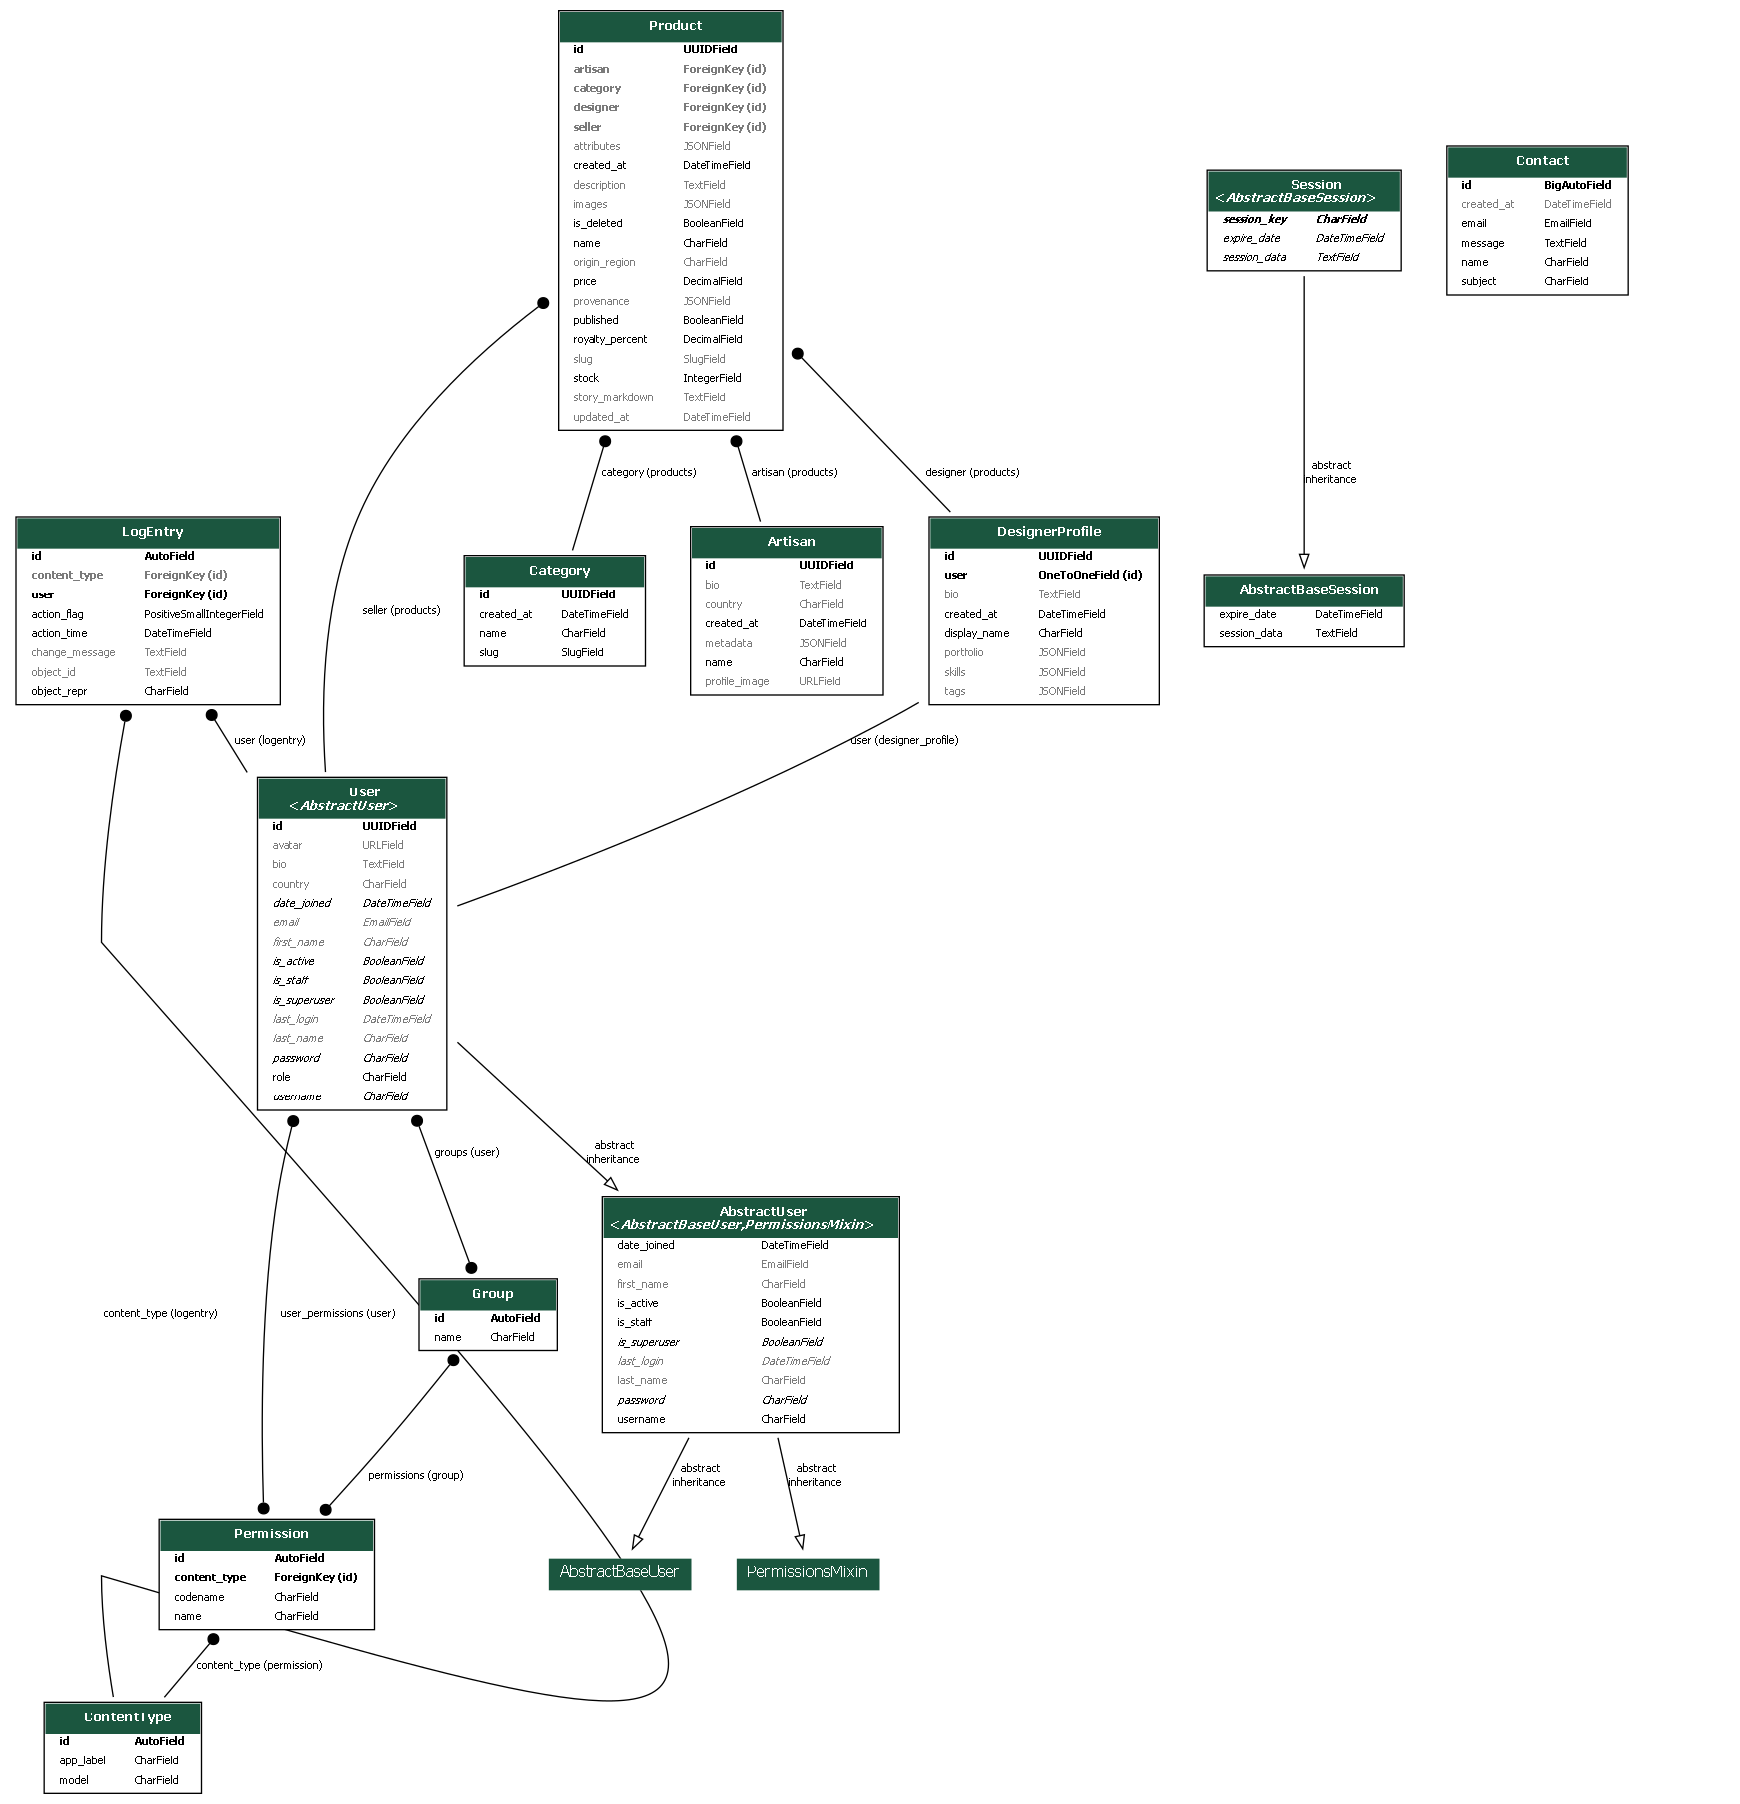 Product
id UUIDField
artisan ForeignKey (id)
category ForeignKey (id)
designer ForeignKey (id)
seller ForeignKey (id)
attributes JSONField
created_at DateTimeField
description TextField
images JSONField
is_deleted BooleanField
name CharField
origin_region CharField
price DecimalField
provenance JSONField
published BooleanField
royalty_percent DecimalField
slug SlugField
stock IntegerField
story_markdown TextField
updated_at DateTimeField
Session
<AbstractBaseSession>
session_key CharField
expire_date DateTimeField
session_data TextField
Contact
id BigAutoField
created_at DateTimeField
email EmailField
message TextField
name CharField
subject CharField
category (products)
artisan (products)
designer (products)
abstract
inheritance
LogEntry
id AutoField
content_type ForeignKey (id)
user ForeignKey (id)
action_flag PositiveSmallIntegerField
action_time DateTimeField
change_message TextField
object_id TextField
object_repr CharField
seller (products)
Category
id UUIDField
created_at DateTimeField
name CharField
slug SlugField
Artisan
id UUIDField
bio TextField
country CharField
created_at DateTimeField
metadata JSONField
name CharField
profile_image URLField
DesignerProfile
id UUIDField
user OneToOneField (id)
bio TextField
created_at DateTimeField
display_name CharField
portfolio JSONField
skills JSONField
tags JSONField
AbstractBaseSession
expire_date DateTimeField
session_data TextField
user (logentry)
user (designer_profile)
User
<AbstractUser>
id UUIDField
avatar URLField
bio TextField
country CharField
date_joined DateTimeField
email EmailField
first_name CharField
is_active BooleanField
is_staff BooleanField
is_superuser BooleanField
last_login DateTimeField
last_name CharField
password CharField
role CharField
username CharField
groups (user)
abstract
inheritance
AbstractUser
<AbstractBaseUser,PermissionsMixin>
date_joined DateTimeField
email EmailField
first_name CharField
is_active BooleanField
is_staff BooleanField
is_superuser BooleanField
last_login DateTimeField
last_name CharField
password CharField
username CharField
content_type (logentry)
user_permissions (user)
Group
id AutoField
name CharField
permissions (group)
abstract
inheritance
abstract
inheritance
Permission
id AutoField
content_type ForeignKey (id)
codename CharField
name CharField
AbstractBaseUser
PermissionsMixin
content_type (permission)
ContentType
id AutoField
app_label CharField
model CharField